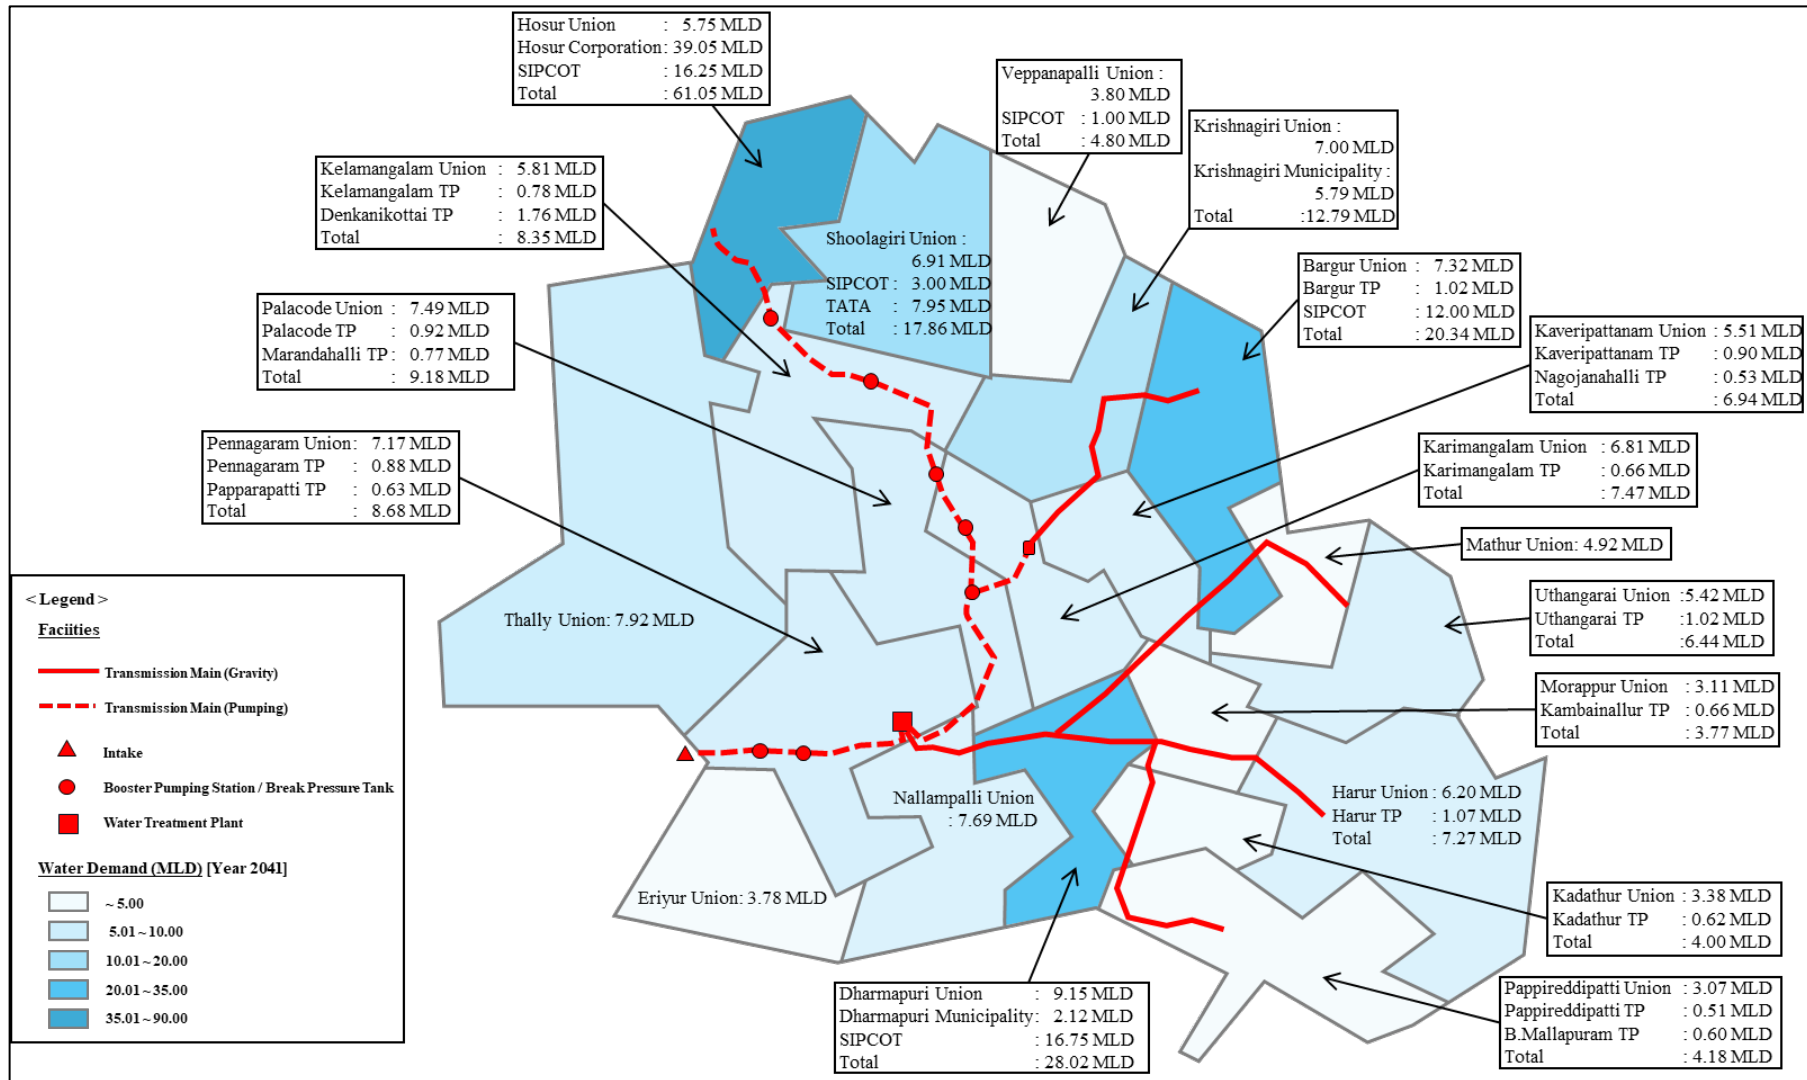 Hosur Union : 5.75 MLD
Hosur Corporation: 39.05 MLD
SIPCOT : 16.25 MLD
Total : 61.05 MLD
Veppanapalli Union :
3.80 MLD
SIPCOT : 1.00 MLD
Total : 4.80 MLD
Krishnagiri Union :
7.00 MLD
Krishnagiri Municipality :
5.79 MLD
Total :12.79 MLD
Kelamangalam Union : 5.81 MLD
Kelamangalam TP : 0.78 MLD
Denkanikottai TP : 1.76 MLD
Total : 8.35 MLD
Shoolagiri Union :
6.91 MLD
SIPCOT : 3.00 MLD
TATA : 7.95 MLD
Total : 17.86 MLD
Bargur Union : 7.32 MLD
Bargur TP : 1.02 MLD
SIPCOT : 12.00 MLD
Total : 20.34 MLD
Palacode Union : 7.49 MLD
Palacode TP : 0.92 MLD
Marandahalli TP : 0.77 MLD
Total : 9.18 MLD
Kaveripattanam Union : 5.51 MLD
Kaveripattanam TP : 0.90 MLD
Nagojanahalli TP : 0.53 MLD
Total : 6.94 MLD
Pennagaram Union: 7.17 MLD
Pennagaram TP : 0.88 MLD
Papparapatti TP : 0.63 MLD
Total : 8.68 MLD
Karimangalam Union : 6.81 MLD
Karimangalam TP : 0.66 MLD
Total : 7.47 MLD
Mathur Union: 4.92 MLD
Uthangarai Union :5.42 MLD
Uthangarai TP :1.02 MLD
Total :6.44 MLD
Thally Union: 7.92 MLD
Morappur Union : 3.11 MLD
Kambainallur TP : 0.66 MLD
Total : 3.77 MLD
Nallampalli Union
: 7.69 MLD
Harur Union : 6.20 MLD
Harur TP : 1.07 MLD
Total : 7.27 MLD
Eriyur Union: 3.78 MLD
Kadathur Union : 3.38 MLD
Kadathur TP : 0.62 MLD
Total : 4.00 MLD
Dharmapuri Union : 9.15 MLD
Dharmapuri Municipality: 2.12 MLD
SIPCOT : 16.75 MLD
Total : 28.02 MLD
Pappireddipatti Union : 3.07 MLD
Pappireddipatti TP : 0.51 MLD
B.Mallapuram TP : 0.60 MLD
Total : 4.18 MLD
< Legend >
Faciities
Transmission Main (Gravity)
Transmission Main (Pumping)
Intake
Booster Pumping Station / Break Pressure Tank
Water Treatment Plant
Water Demand (MLD) [Year 2041]
~ 5.00
5.01 ~ 10.00
10.01 ~ 20.00
20.01 ~ 35.00
35.01 ~ 90.00